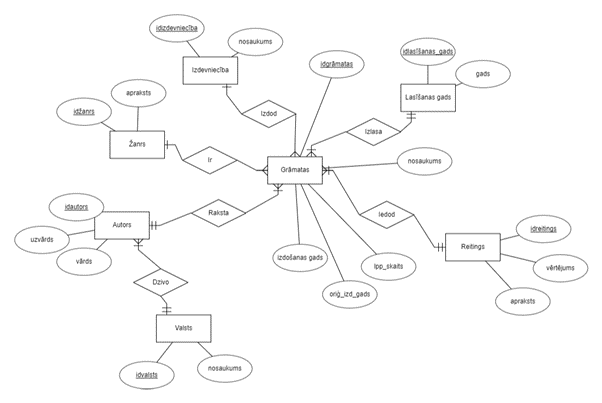 idizdevniecība
nosaukums
Izdevniecība
idgrāmatas
idlasīšanas_gads
gads
Lasīšanas gads
apraksts
idžanrs
Žanrs
Izdod
Izlasa
Ir
Grāmatas
nosaukums
idautors
Autors
uzvārds
vārds
Raksta
Iedod
idreitings
Reitings
vērtējums
apraksts
izdošanas gads
lpp_skaits
oriģ_izd_gads
Dzīvo
Valsts
idvalsts
nosaukums